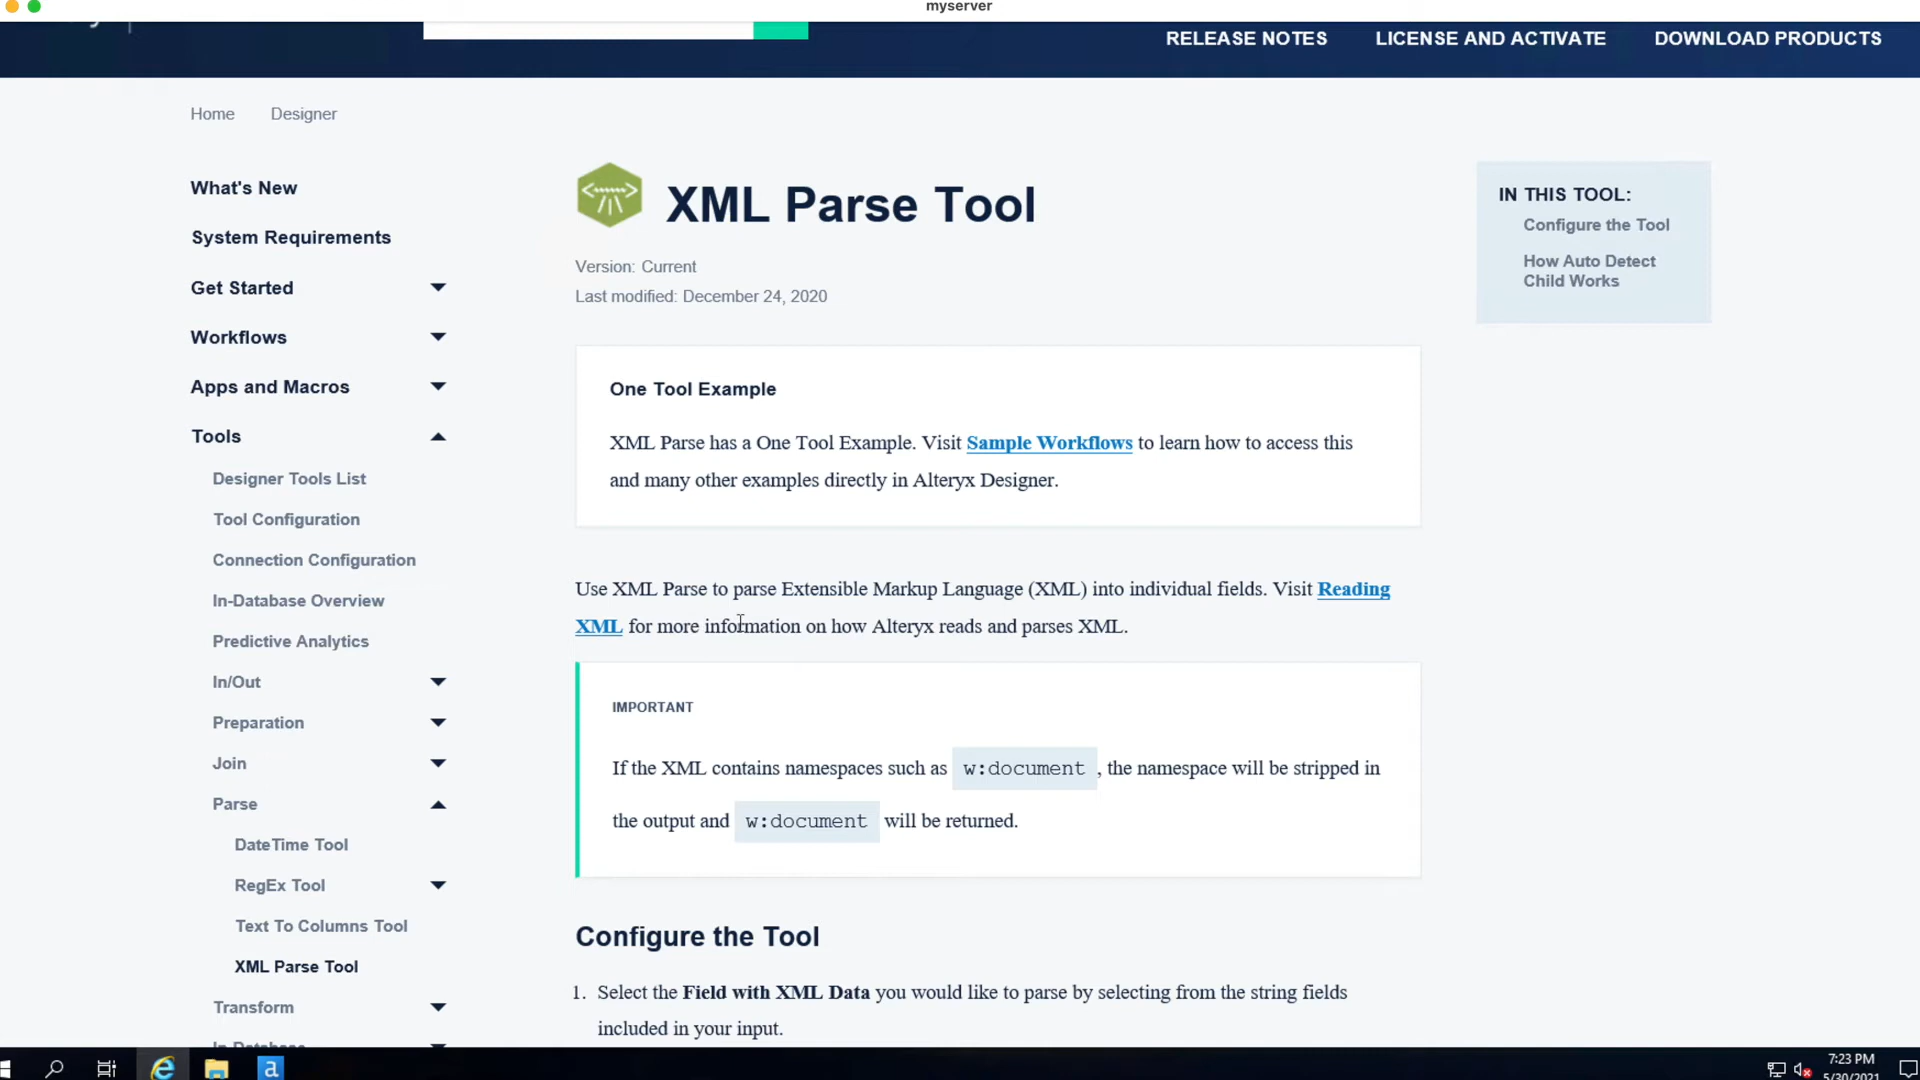 myserver
RELEASE NOTES
LICENSE AND ACTIVATE
DOWNLOAD PRODUCTS
Home
Designer
What's New
System Requirements
Get Started
Workflows
Apps and Macros
Tools
Designer Tools List
Tool Configuration
Connection Configuration
In-Database Overview
Predictive Analytics
In/Out
Preparation
Join
Parse
DateTime Tool
RegEx Tool
Text To Columns Tool
XML Parse Tool
Transform
XML Parse Tool
Version: Current
Last modified: December 24, 2020
One Tool Example
XML Parse has a One Tool Example. Visit Sample Workflows to learn how to access this
and many other examples directly in Alteryx Designer.
Use XML Parse to parse Extensible Markup Language (XML) into individual fields. Visit Reading
XML for more information on how Alteryx reads and parses XML.
IMPORTANT
If the XML contains namespaces such as w:document , the namespace will be stripped in
the output and w:document will be returned.
Configure the Tool
1. Select the Field with XML Data you would like to parse by selecting from the string fields
included in your input.
IN THIS TOOL:
Configure the Tool
How Auto Detect
Child Works
7:23 PM
5/30/2021